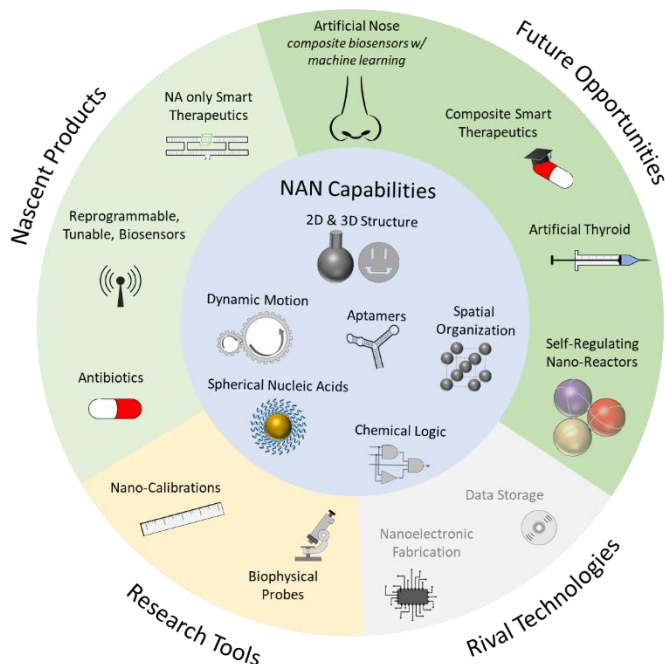 Future Opportunities
Artificial Nose
composite biosensors w/
machine learning
Composite Smart
Therapeutics
Artificial Thyroid
Self-Regulating
Nano-Reactors
Nascent Products
NA only Smart
Therapeutics
Reprogrammable,
Tunable, Biosensors
Antibiotics
NAN Capabilities
2D & 3D Structure
Dynamic Motion
Aptamers
Spatial
Organization
Spherical Nucleic Acids
Chemical Logic
Research Tools
Nano-Calibrations
Biophysical
Probes
Rival Technologies
Data Storage
Nanoelectronic
Fabrication